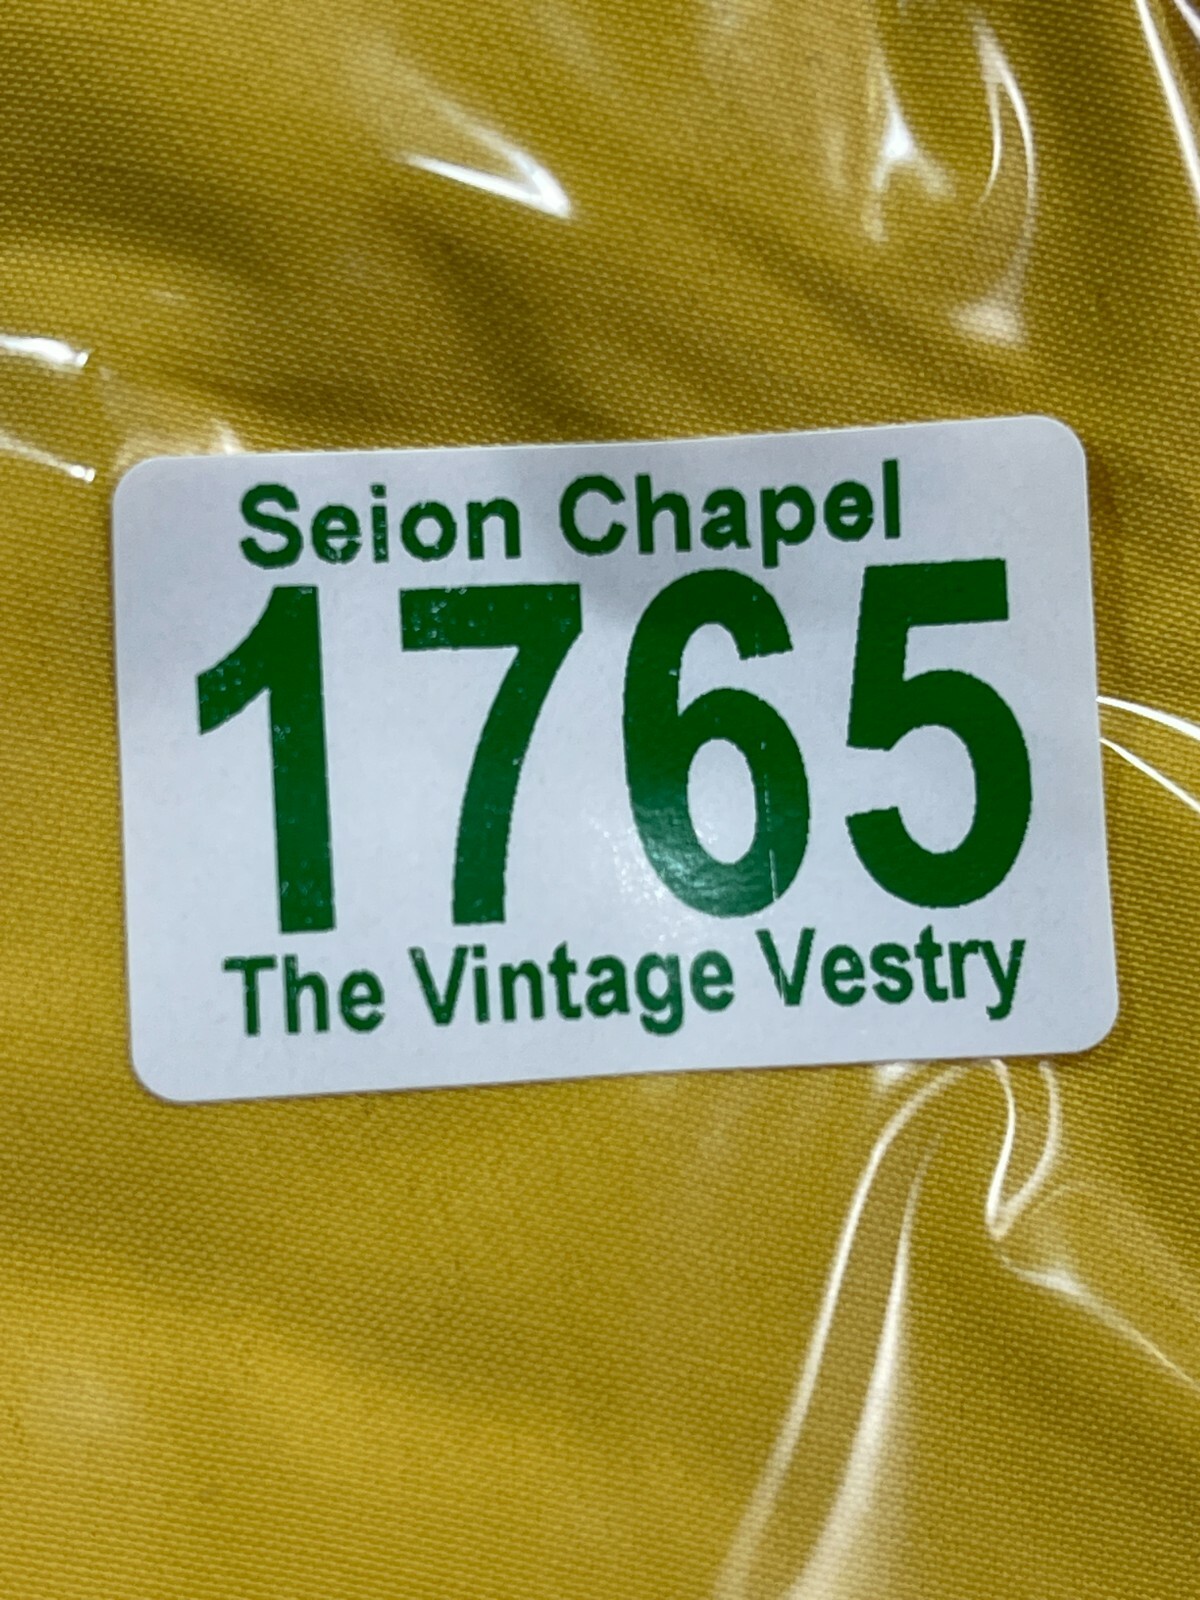 Seion Chapel
1765
The Vintage Vestry